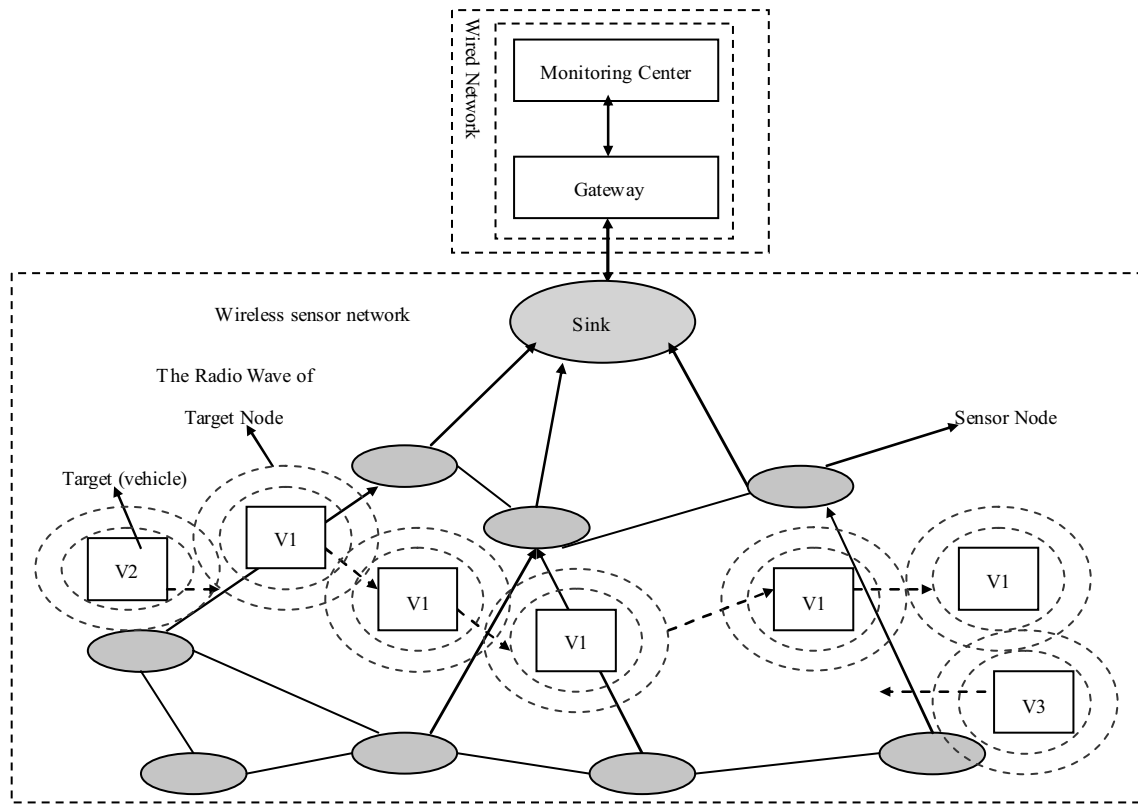 Wired Network
Monitoring Center
Gateway
Wireless sensor network
Sink
The Radio Wave of
Target Node
Sensor Node
Target (vehicle)
V1
V2
V1
V1
V1
V1
V3